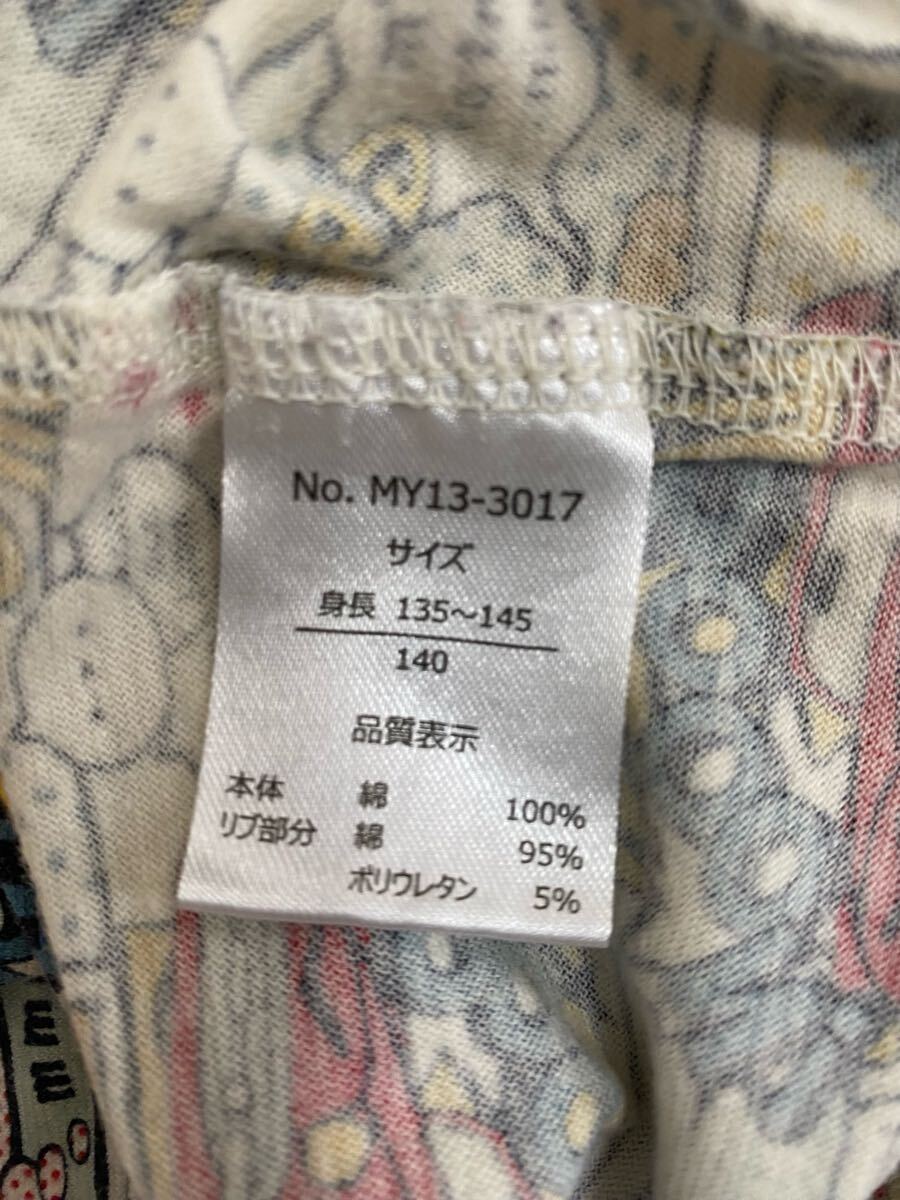 No. MY13-3017
サイズ
身長 135～145
140
品質表示
本体 綿 100%
リブ部分 綿 95%
ポリウレタン 5%